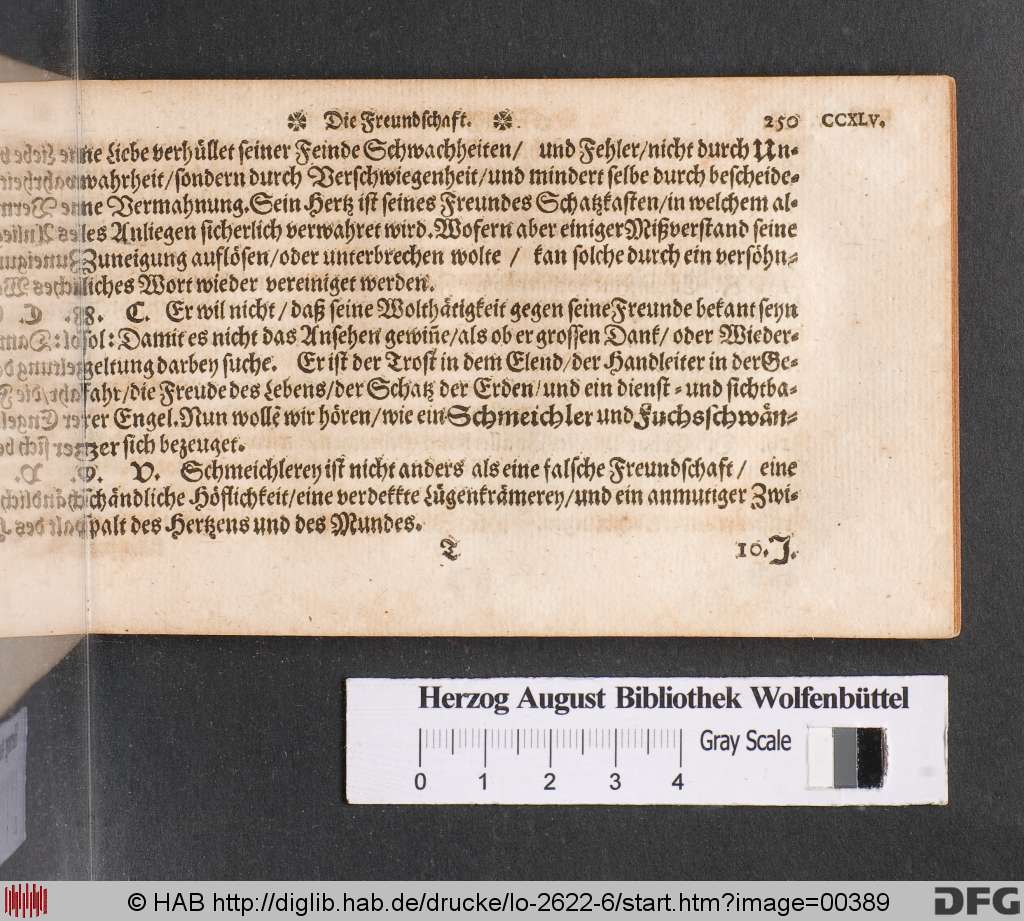 ❉ Die Freundschaft. ❉ 250 CCXLV.
ne Liebe verhüllet seiner Feinde Schwachheiten/ und Fehler/nicht durch Un-
wahrheit/sondern durch Verschwiegenheit/und mindert selbe durch bescheide-
ne Vermahnung. Sein Hertz ist seines Freundes Schatzkasten/in welchem al-
les Anliegen sicherlich verwahret wird. Wofern aber einiger Mißverstand seine
Zuneigung auflösen/oder unterbrechen wolte / kan solche durch ein versöhn-
liches Wort wieder vereiniget werden.
8. C. Er wil nicht / daß seine Wolthätigkeit gegen seine Freunde bekant seyn
sol: Damit es nicht das Ansehen gewiñe/als ob er grossen Dank/ oder Wieder-
geltung darbey suche. Er ist der Trost in dem Elend/der Handleiter in der Ge-
fahr/die Freude des Lebens/der Schatz der Erden/und ein dienst- und sichtba-
rer Engel. Nun wollẽ wir hören/wie ein Schmeichler und Fuchsschwän-
zer sich bezeuget.
9. V. Schmeichlerey ist nicht anders als eine falsche Freundschaft/ eine
schändliche Höflichkeit/eine verdekkte Lügenkrämerey/und ein anmutiger Zwi-
spalt des Hertzens und des Mundes.
T 10. J.
Herzog August Bibliothek Wolfenbüttel
Gray Scale
0 1 2 3 4
© HAB http://diglib.hab.de/drucke/lo-2622-6/start.htm?image=00389
DFG